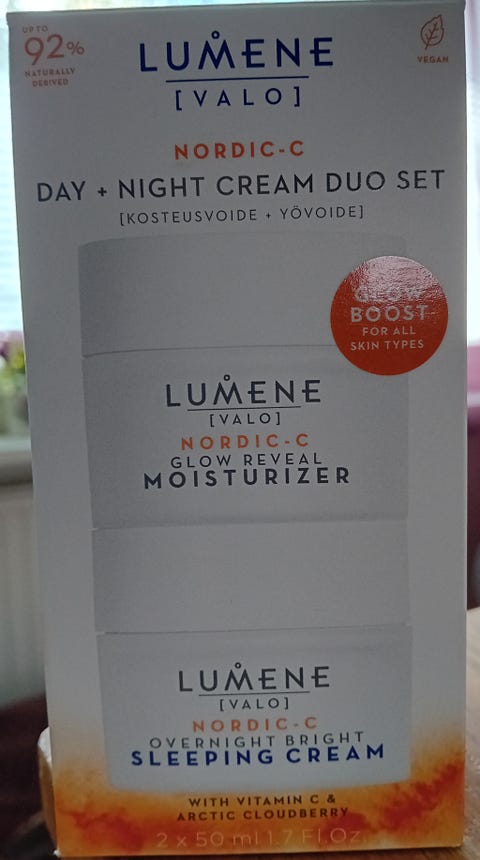 UP TO
92%
NATURALLY
DERIVED
VEGAN
LUMENE
[VALO]
NORDIC-C
DAY + NIGHT CREAM DUO SET
[KOSTEUSVOIDE + YÖVOIDE]
GLOW
BOOST
FOR ALL
SKIN TYPES
LUMENE
[VALO]
NORDIC-C
GLOW REVEAL
MOISTURIZER
LUMENE
[VALO]
NORDIC-C
OVERNIGHT BRIGHT
SLEEPING CREAM
WITH VITAMIN C &
ARCTIC CLOUDBERRY
2 x 50 ml 1.7 Fl.Oz.